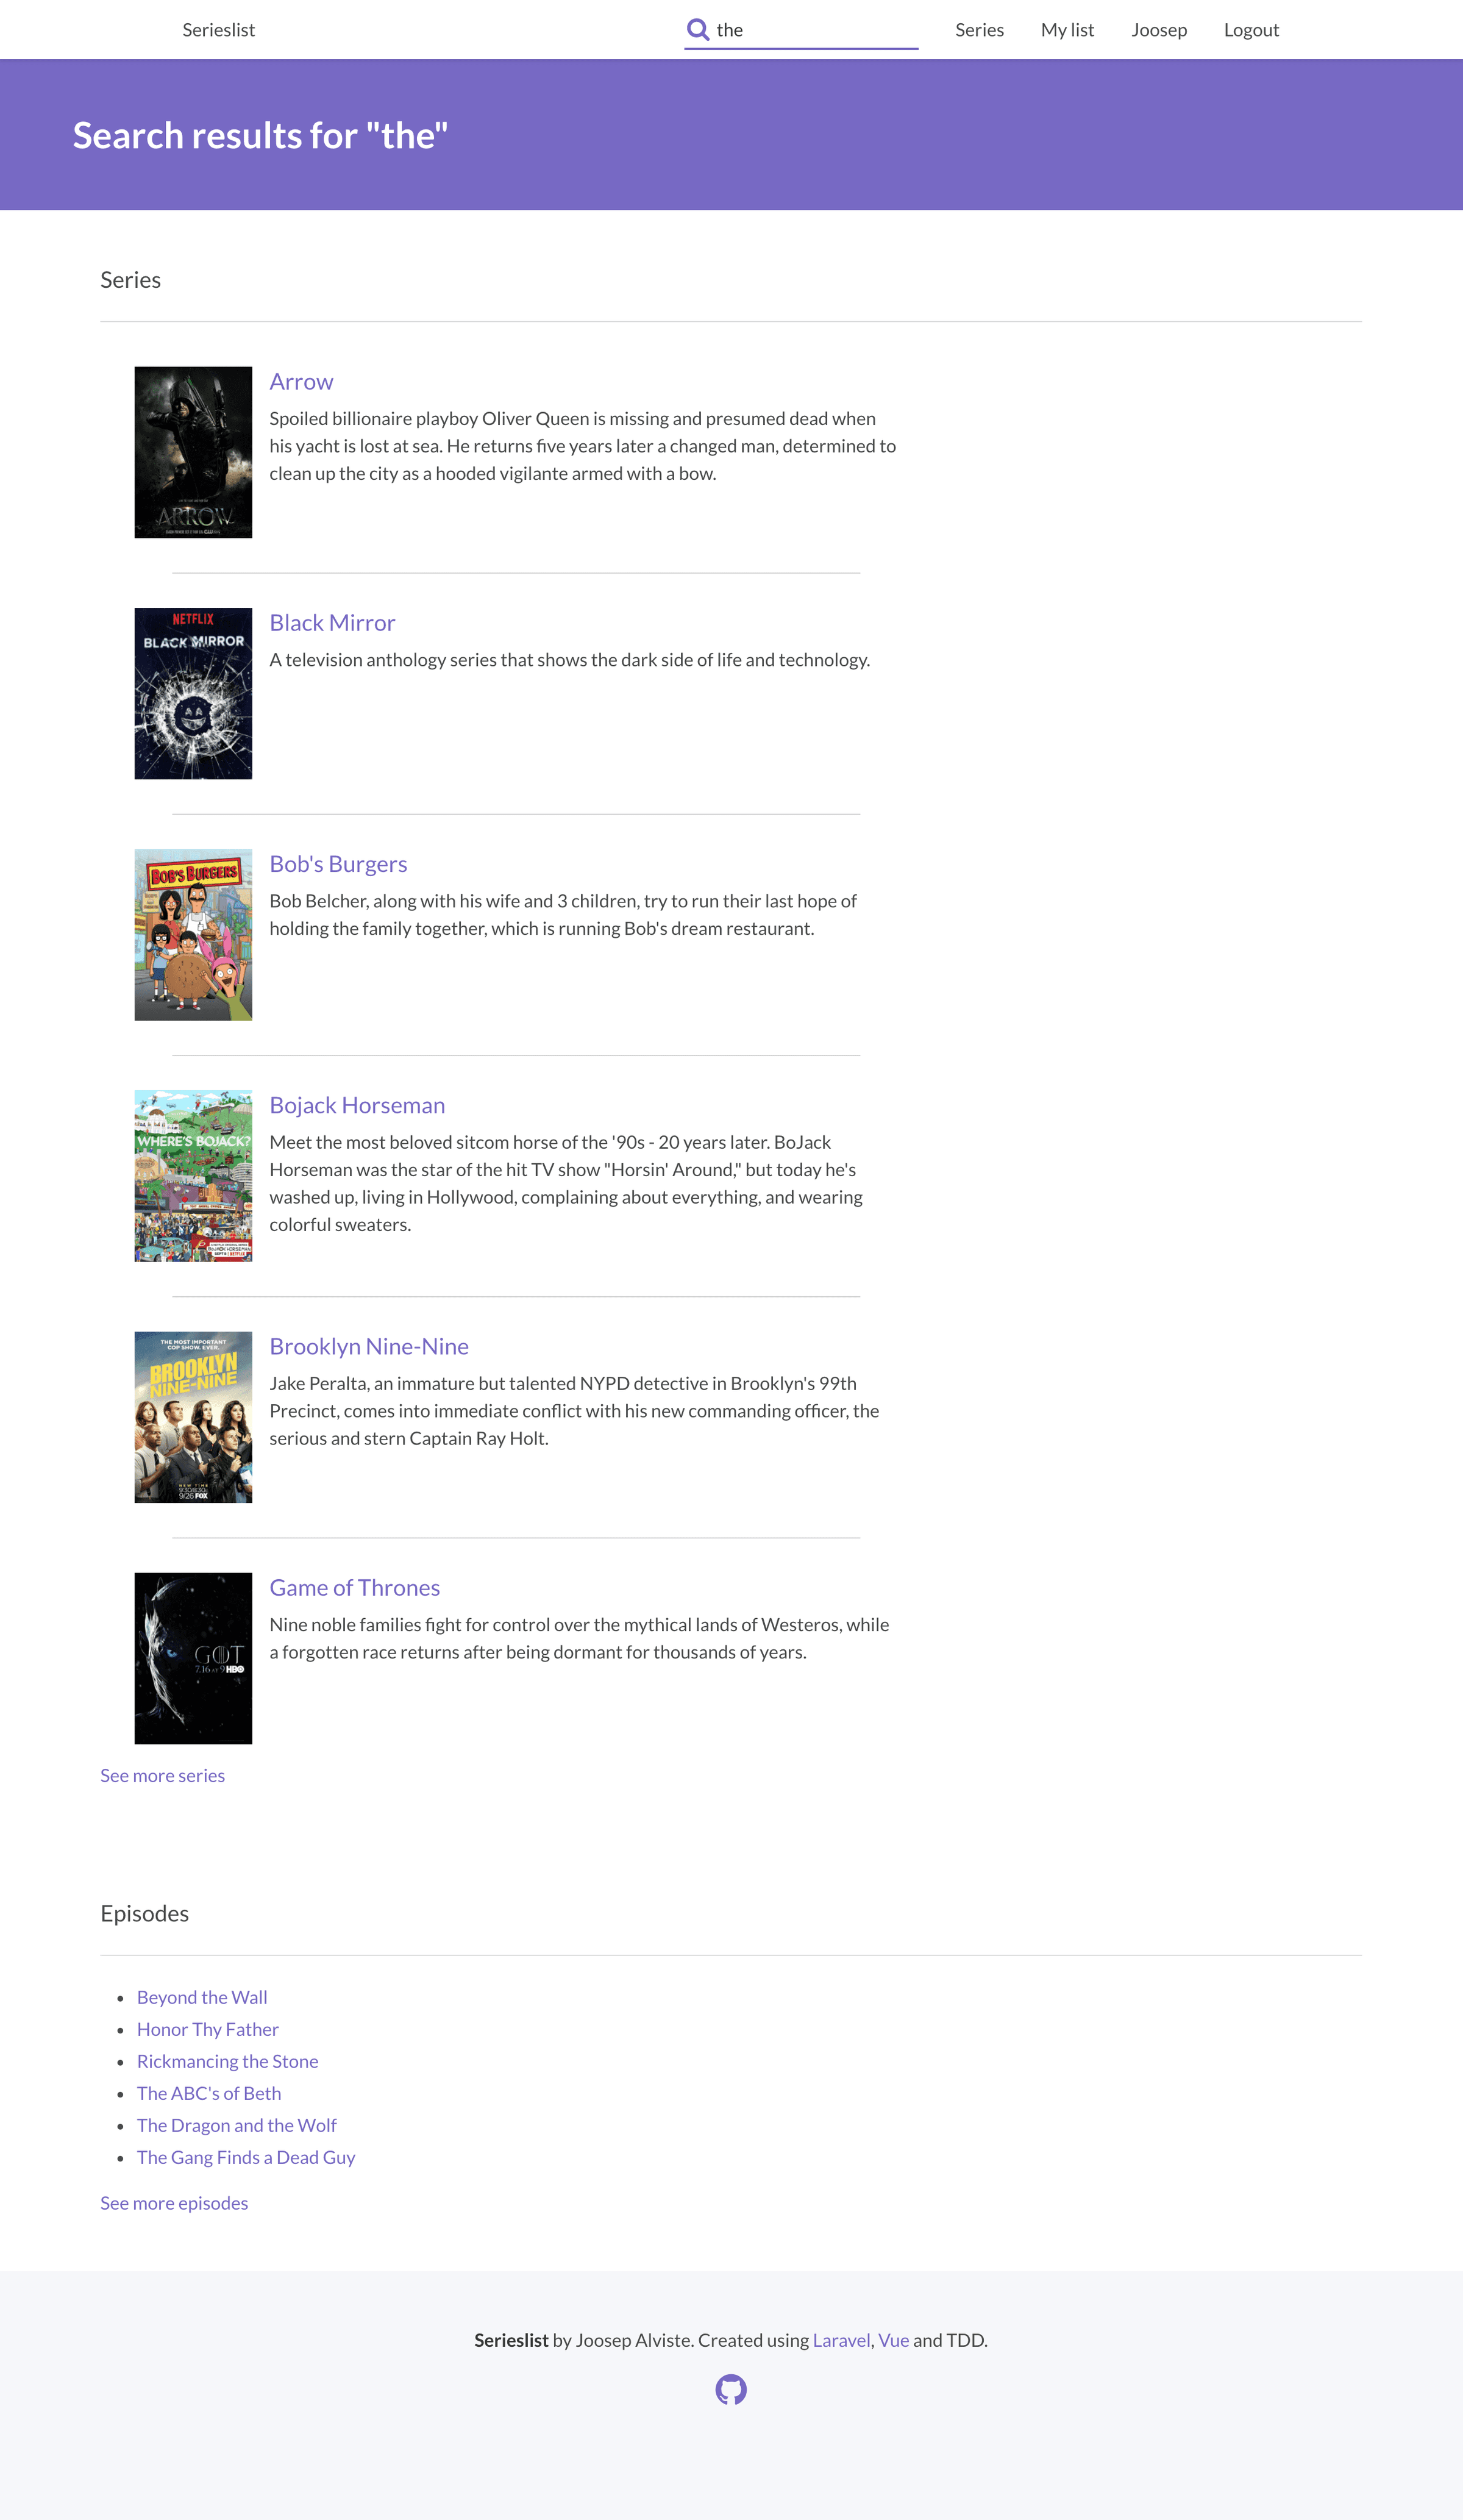 Serieslist
the
Series
My list
Joosep
Logout
Search results for "the"
Series
ARROW
Arrow
Spoiled billionaire playboy Oliver Queen is missing and presumed dead when
his yacht is lost at sea. He returns five years later a changed man, determined to
clean up the city as a hooded vigilante armed with a bow.
NETFLIX
BLACK MIRROR
Black Mirror
A television anthology series that shows the dark side of life and technology.
BOB'S BURGERS
Bob's Burgers
Bob Belcher, along with his wife and 3 children, try to run their last hope of
holding the family together, which is running Bob's dream restaurant.
WHERE'S BOJACK?
BOJACK HORSEMAN
NETFLIX
Bojack Horseman
Meet the most beloved sitcom horse of the '90s - 20 years later. BoJack
Horseman was the star of the hit TV show "Horsin' Around," but today he's
washed up, living in Hollywood, complaining about everything, and wearing
colorful sweaters.
THE MOST IMPORTANT
COP SHOW. EVER.
BROOKLYN
NINE-NINE
NEW TIME
9/26 FOX
Brooklyn Nine-Nine
Jake Peralta, an immature but talented NYPD detective in Brooklyn's 99th
Precinct, comes into immediate conflict with his new commanding officer, the
serious and stern Captain Ray Holt.
GOT
7.16 AT 9 HBO
Game of Thrones
Nine noble families fight for control over the mythical lands of Westeros, while
a forgotten race returns after being dormant for thousands of years.
See more series
Episodes
Beyond the Wall
Honor Thy Father
Rickmancing the Stone
The ABC's of Beth
The Dragon and the Wolf
The Gang Finds a Dead Guy
See more episodes
Serieslist by Joosep Alviste. Created using Laravel, Vue and TDD.